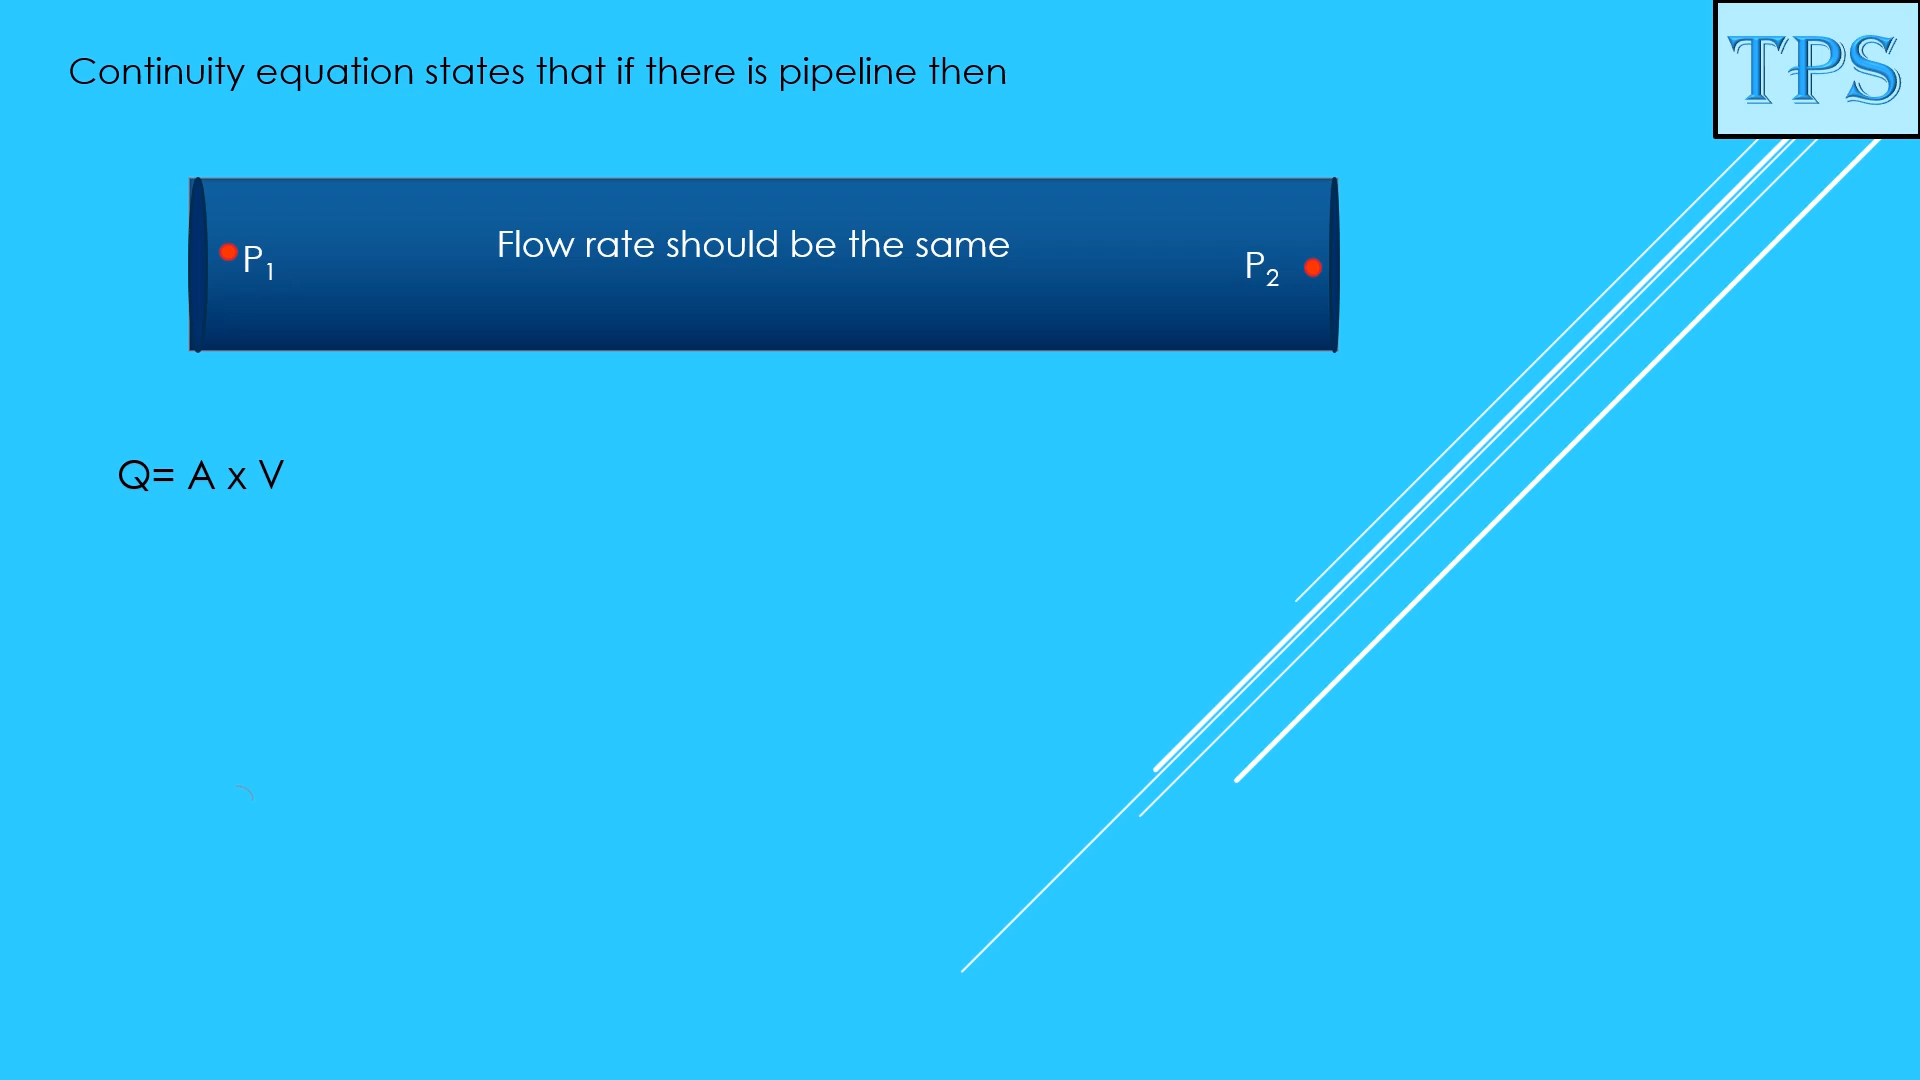 Continuity equation states that if there is pipeline then
TPS
Flow rate should be the same
P1
P2
Q= A x V